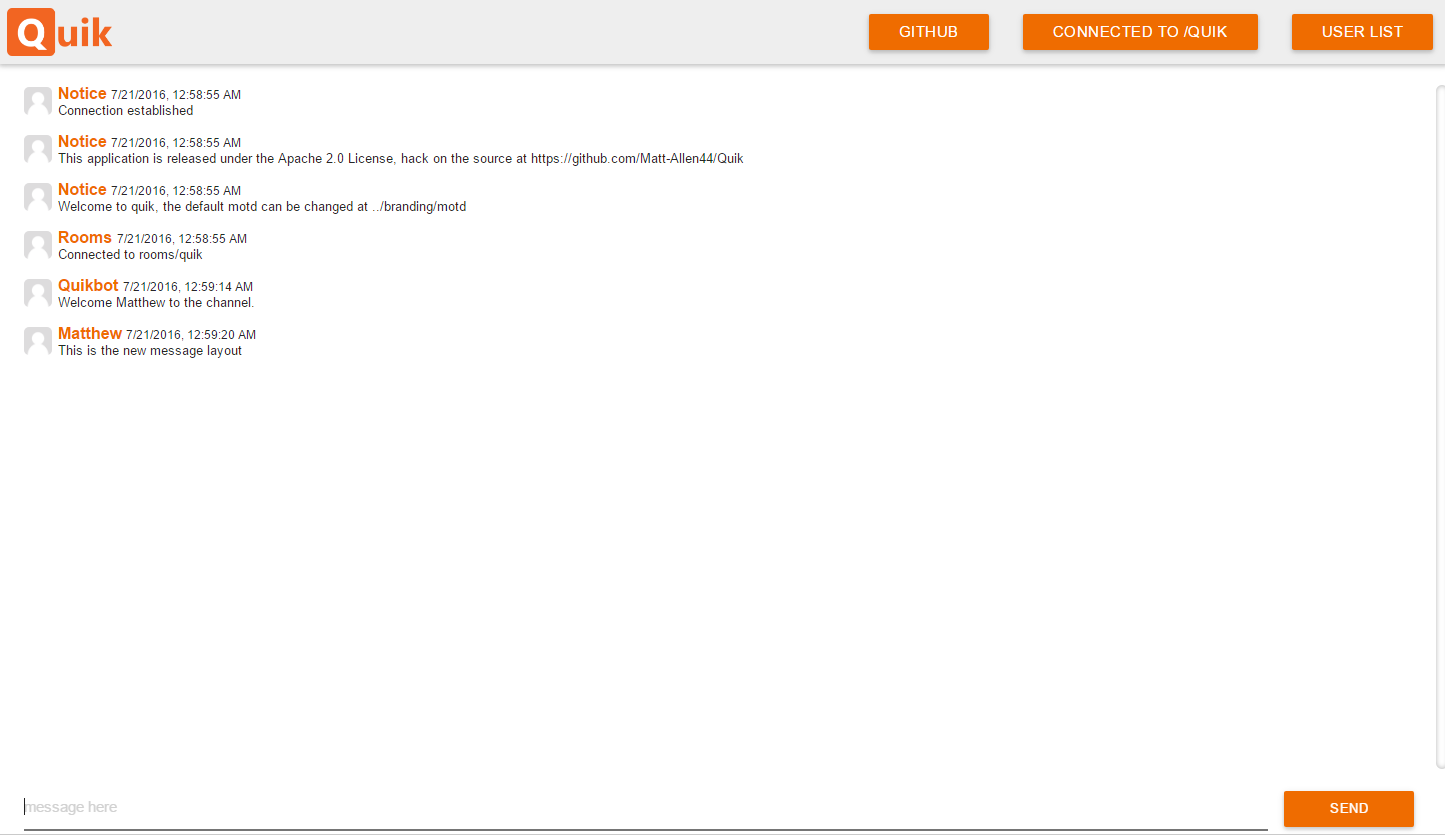 Quik
GITHUB
CONNECTED TO /QUIK
USER LIST
Notice 7/21/2016, 12:58:55 AM
Connection established
Notice 7/21/2016, 12:58:55 AM
This application is released under the Apache 2.0 License, hack on the source at https://github.com/Matt-Allen44/Quik
Notice 7/21/2016, 12:58:55 AM
Welcome to quik, the default motd can be changed at ../branding/motd
Rooms 7/21/2016, 12:58:55 AM
Connected to rooms/quik
Quikbot 7/21/2016, 12:59:14 AM
Welcome Matthew to the channel.
Matthew 7/21/2016, 12:59:20 AM
This is the new message layout
message here
SEND